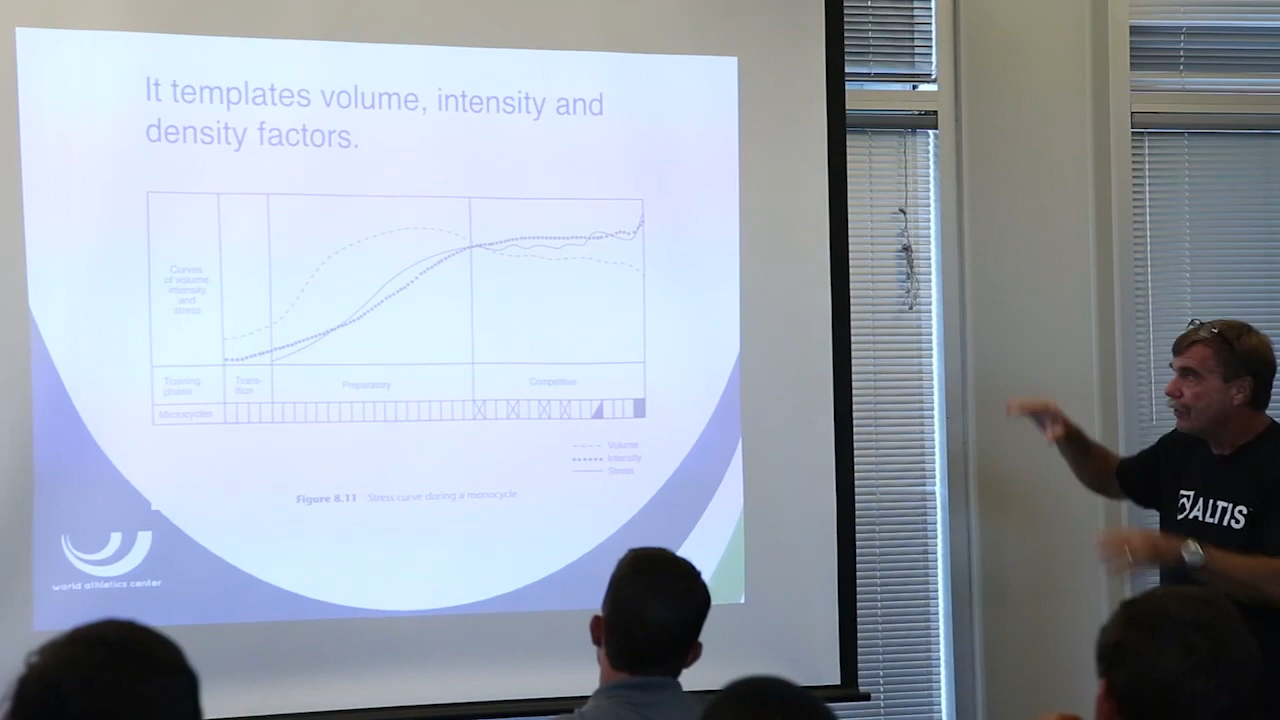 It templates volume, intensity and
density factors.
Curves
of volume
intensity,
and
stress
Training
phase
Trans-
ition
Preparatory
Competitive
Microcycles
Volume
Intensity
Stress
Figure 8.11 Stress curve during a monocycle
world athletics center
ALTIS